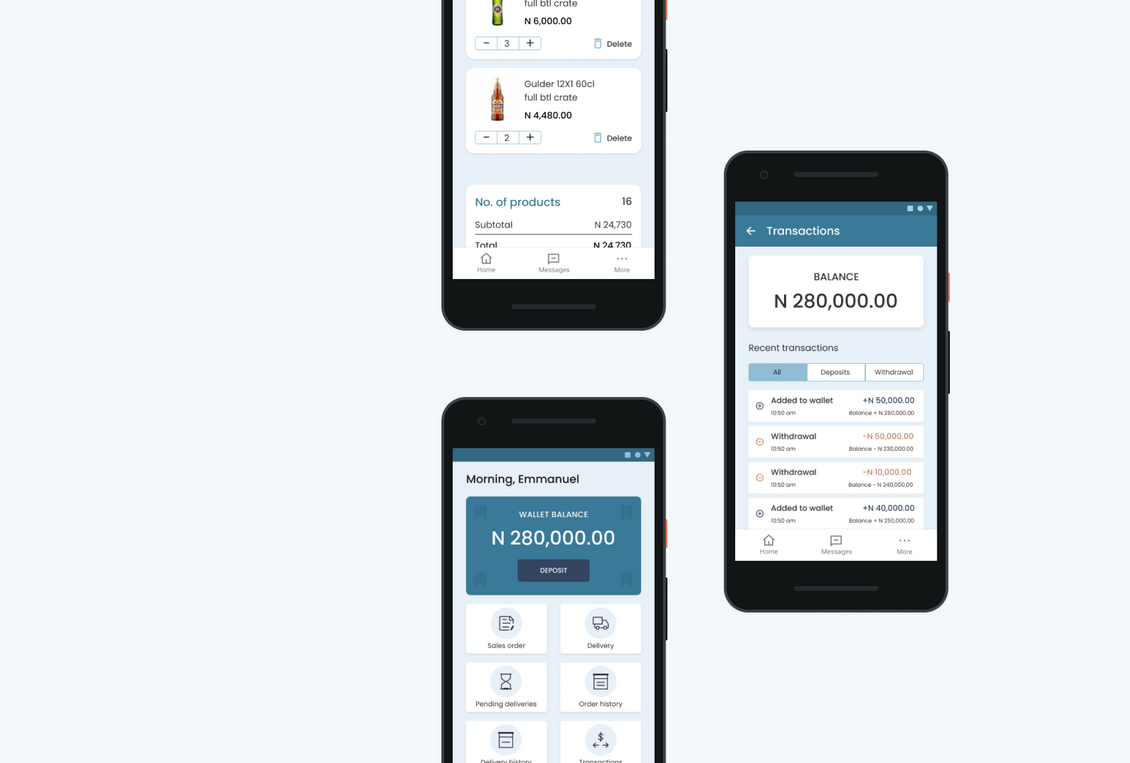 full btl crate
N 6,000.00
3
Delete
Gulder 12X1 60cl
full btl crate
N 4,480.00
2
Delete
No. of products 16
Subtotal N 24,730
Total N 24,730
Home Messages More
Morning, Emmanuel
WALLET BALANCE
N 280,000.00
DEPOSIT
Sales order Delivery
Pending deliveries Order history
Delivery history Transactions
Transactions
BALANCE
N 280,000.00
Recent transactions
All Deposits Withdrawal
Added to wallet +N 50,000.00
10:50 am Balance + N 280,000.00
Withdrawal -N 50,000.00
10:50 am Balance - N 230,000.00
Withdrawal -N 10,000.00
10:50 am Balance - N 240,000.00
Added to wallet +N 40,000.00
10:50 am Balance + N 250,000.00
Home Messages More